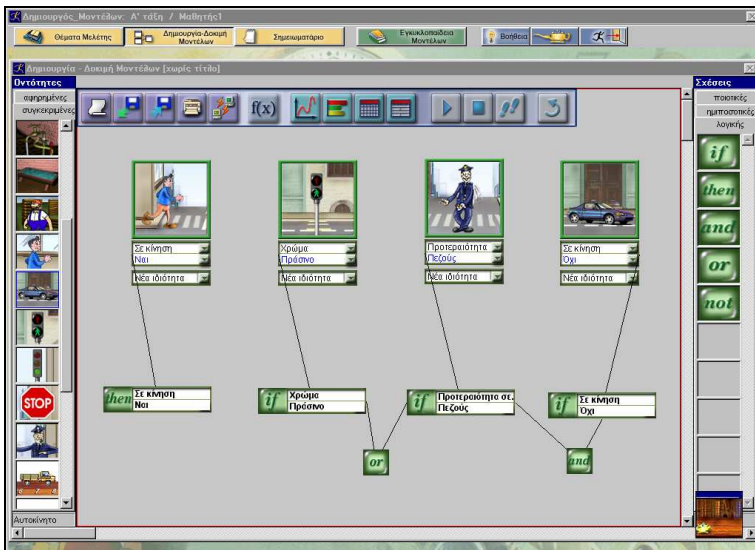 Δημιουργός_Μοντέλων: Α' τάξη / Μαθητής1
Θέματα Μελέτης
Δημιουργία-Δοκιμή Μοντέλων
Σημειωματάριο
Εγκυκλοπαίδεια Μοντέλων
Βοήθεια
Δημιουργία - Δοκιμή Μοντέλων [χωρίς τίτλο]
Οντότητες
αφηρημένες
συγκεκριμένες
f(x)
Σχέσεις
ποιοτικές
ημιποσοτικές
λογικής
if
then
and
or
not
Σε κίνηση
Ναι
Νέα ιδιότητα
Χρώμα
Πράσινο
Νέα ιδιότητα
Προτεραιότητα
Πεζούς
Νέα ιδιότητα
Σε κίνηση
Όχι
Νέα ιδιότητα
then
Σε κίνηση
Ναι
if
Χρώμα
Πράσινο
if
Προτεραιότητα σε.
Πεζούς
if
Σε κίνηση
Όχι
or
and
STOP
Αυτοκίνητο